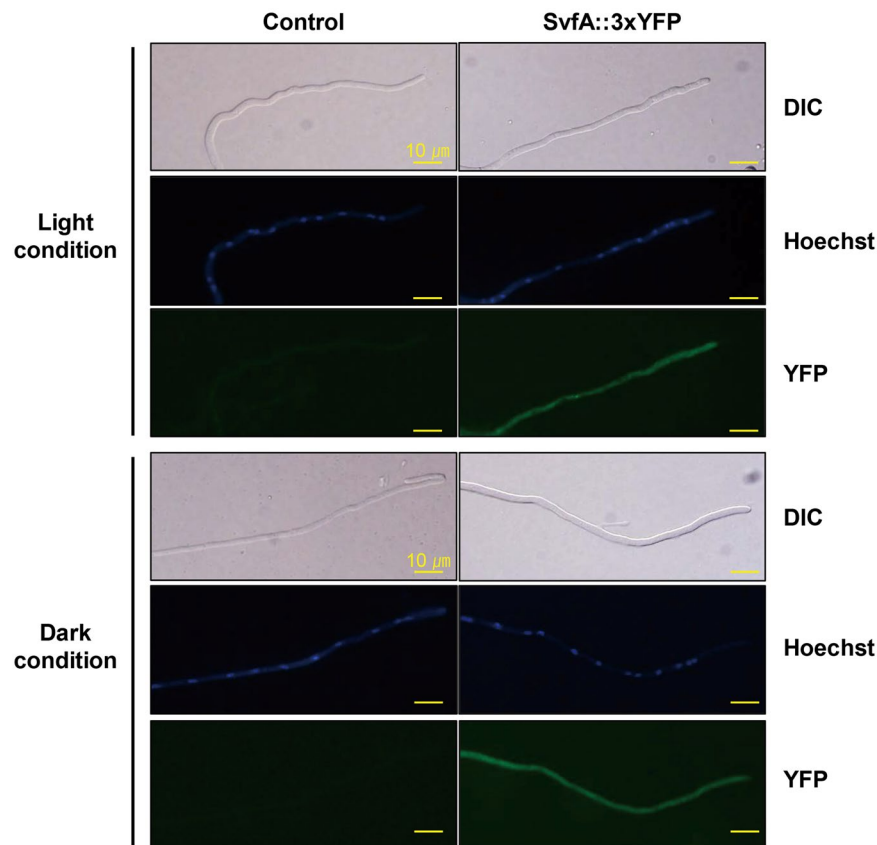 Control SvfA::3xYFP
DIC
10 μm
Light
condition
Hoechst
YFP
DIC
10 μm
Dark
condition
Hoechst
YFP